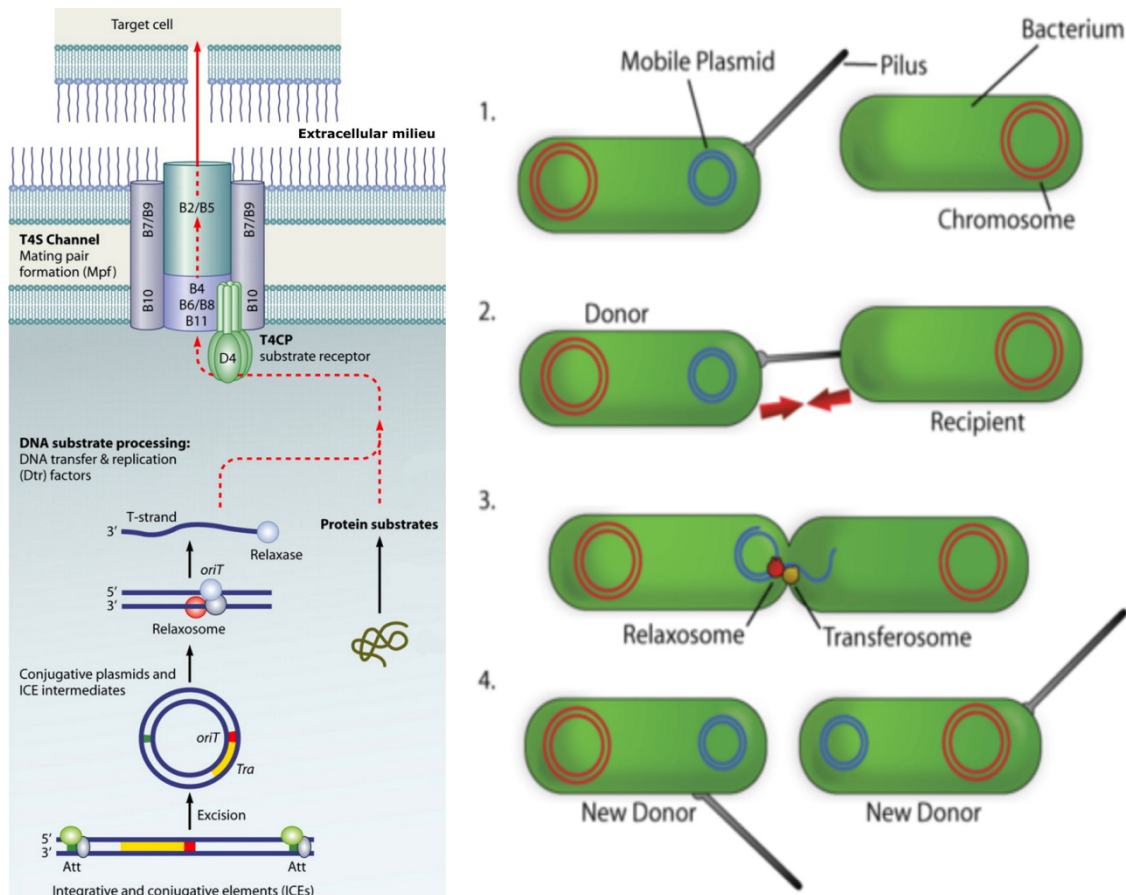 Target cell
Extracellular milieu
B2/B5
B7/B9
B7/B9
T4S Channel
Mating pair
formation (Mpf)
B10
B4
B6/B8
B11
B10
T4CP
substrate receptor
D4
DNA substrate processing:
DNA transfer & replication
(Dtr) factors
T-strand
3′
Relaxase
Protein substrates
oriT
5′
3′
Relaxosome
Conjugative plasmids and
ICE intermediates
oriT
Tra
Excision
5′
3′
Att
Att
Integrative and conjugative elements (ICEs)
1.
Mobile Plasmid
Pilus
Bacterium
Chromosome
2.
Donor
Recipient
3.
Relaxosome
Transferosome
4.
New Donor
New Donor